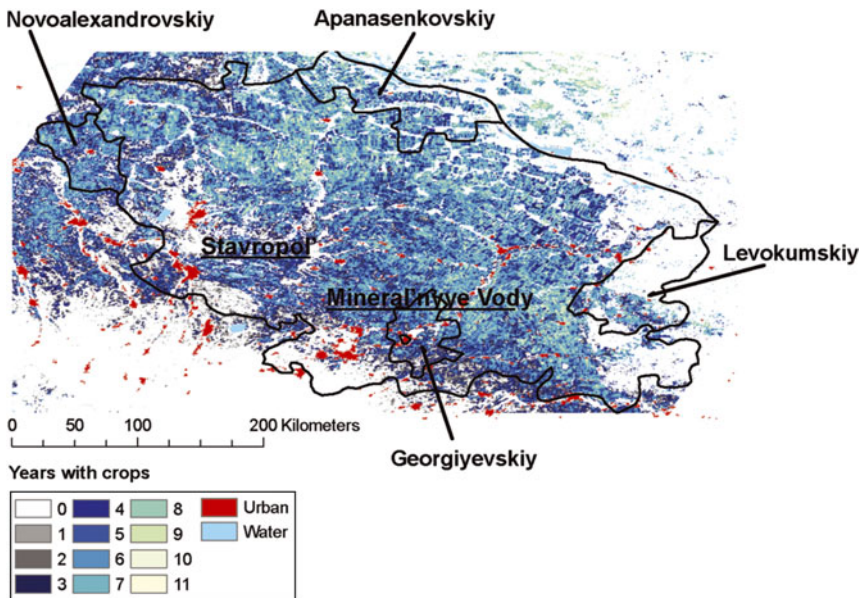 Novoalexandrovskiy
Apanasenkovskiy
Stavropol'
Levokumskiy
Mineral'nyye Vody
0 50 100 200 Kilometers
Georgiyevskiy
Years with crops
0 4 8 Urban
1 5 9 Water
2 6 10
3 7 11